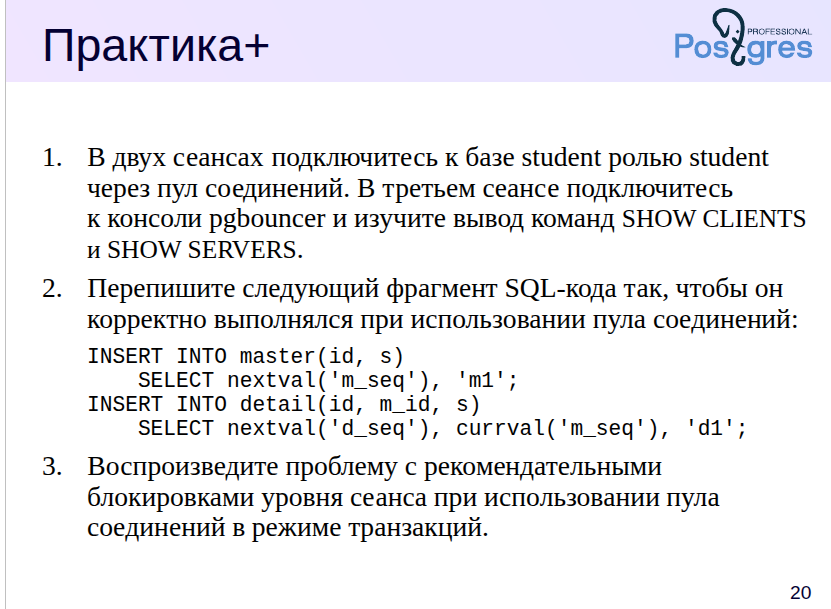 Практика+
PROFESSIONAL
Postgres
1. В двух сеансах подключитесь к базе student ролью student
через пул соединений. В третьем сеансе подключитесь
к консоли pgbouncer и изучите вывод команд SHOW CLIENTS
и SHOW SERVERS.
2. Перепишите следующий фрагмент SQL-кода так, чтобы он
корректно выполнялся при использовании пула соединений:
INSERT INTO master(id, s)
    SELECT nextval('m_seq'), 'm1';
INSERT INTO detail(id, m_id, s)
    SELECT nextval('d_seq'), currval('m_seq'), 'd1';
3. Воспроизведите проблему с рекомендательными
блокировками уровня сеанса при использовании пула
соединений в режиме транзакций.
20